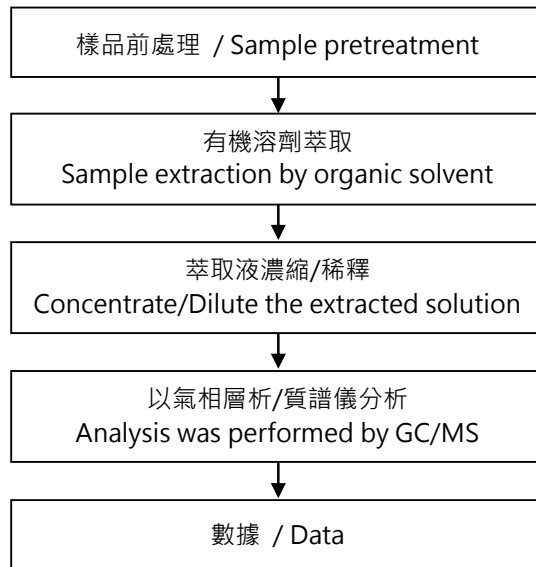 樣品前處理 / Sample pretreatment
有機溶劑萃取
Sample extraction by organic solvent
萃取液濃縮/稀釋
Concentrate/Dilute the extracted solution
以氣相層析/質譜儀分析
Analysis was performed by GC/MS
數據 / Data